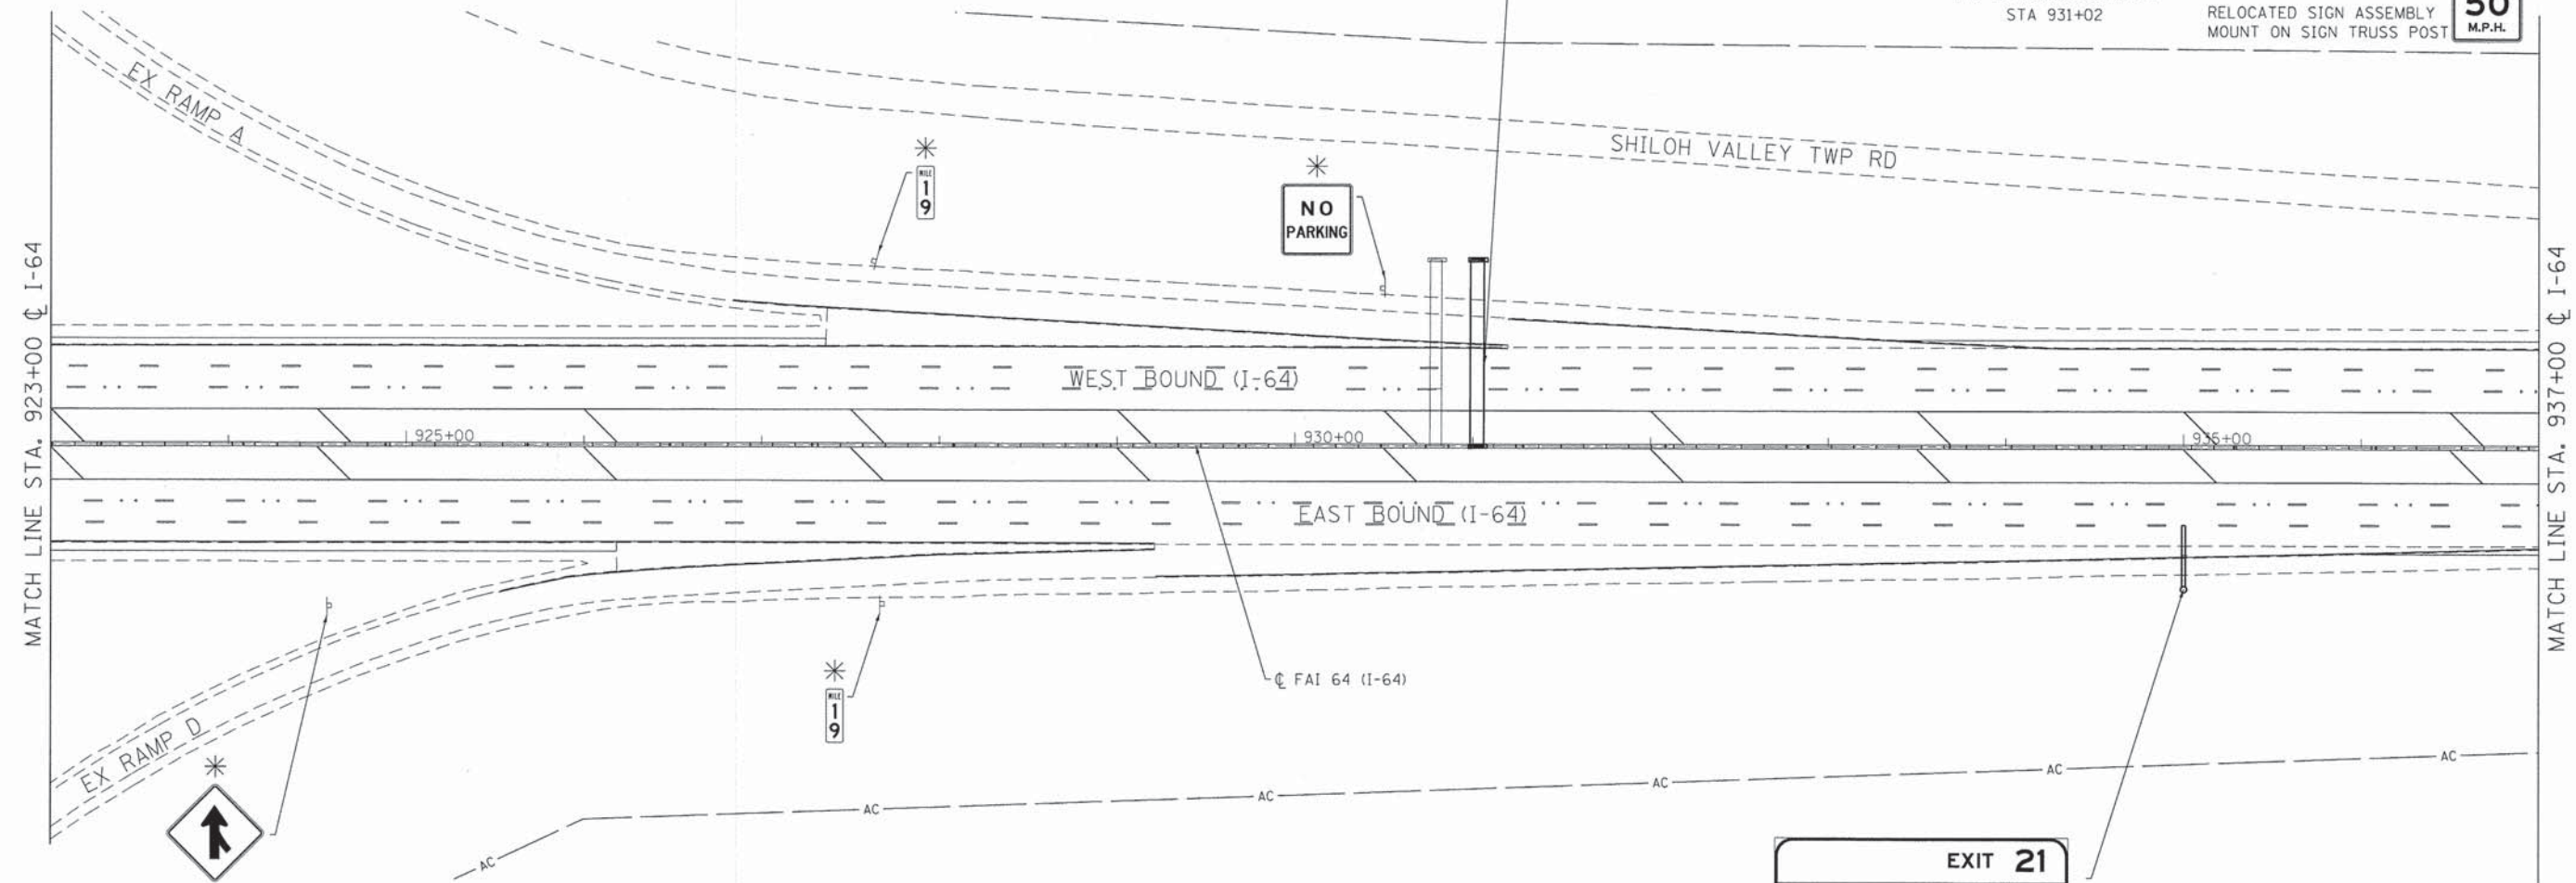 STA 931+02
RELOCATED SIGN ASSEMBLY
MOUNT ON SIGN TRUSS POST
50
M.P.H.
EX RAMP A
SHILOH VALLEY TWP RD
MILE
1
9
NO
PARKING
MATCH LINE STA. 923+00 ℄ I-64
MATCH LINE STA. 937+00 ℄ I-64
WEST BOUND (I-64)
925+00
930+00
935+00
EAST BOUND (I-64)
℄ FAI 64 (I-64)
MILE
1
9
EX RAMP D
AC
AC
AC
AC
AC
AC
EXIT 21